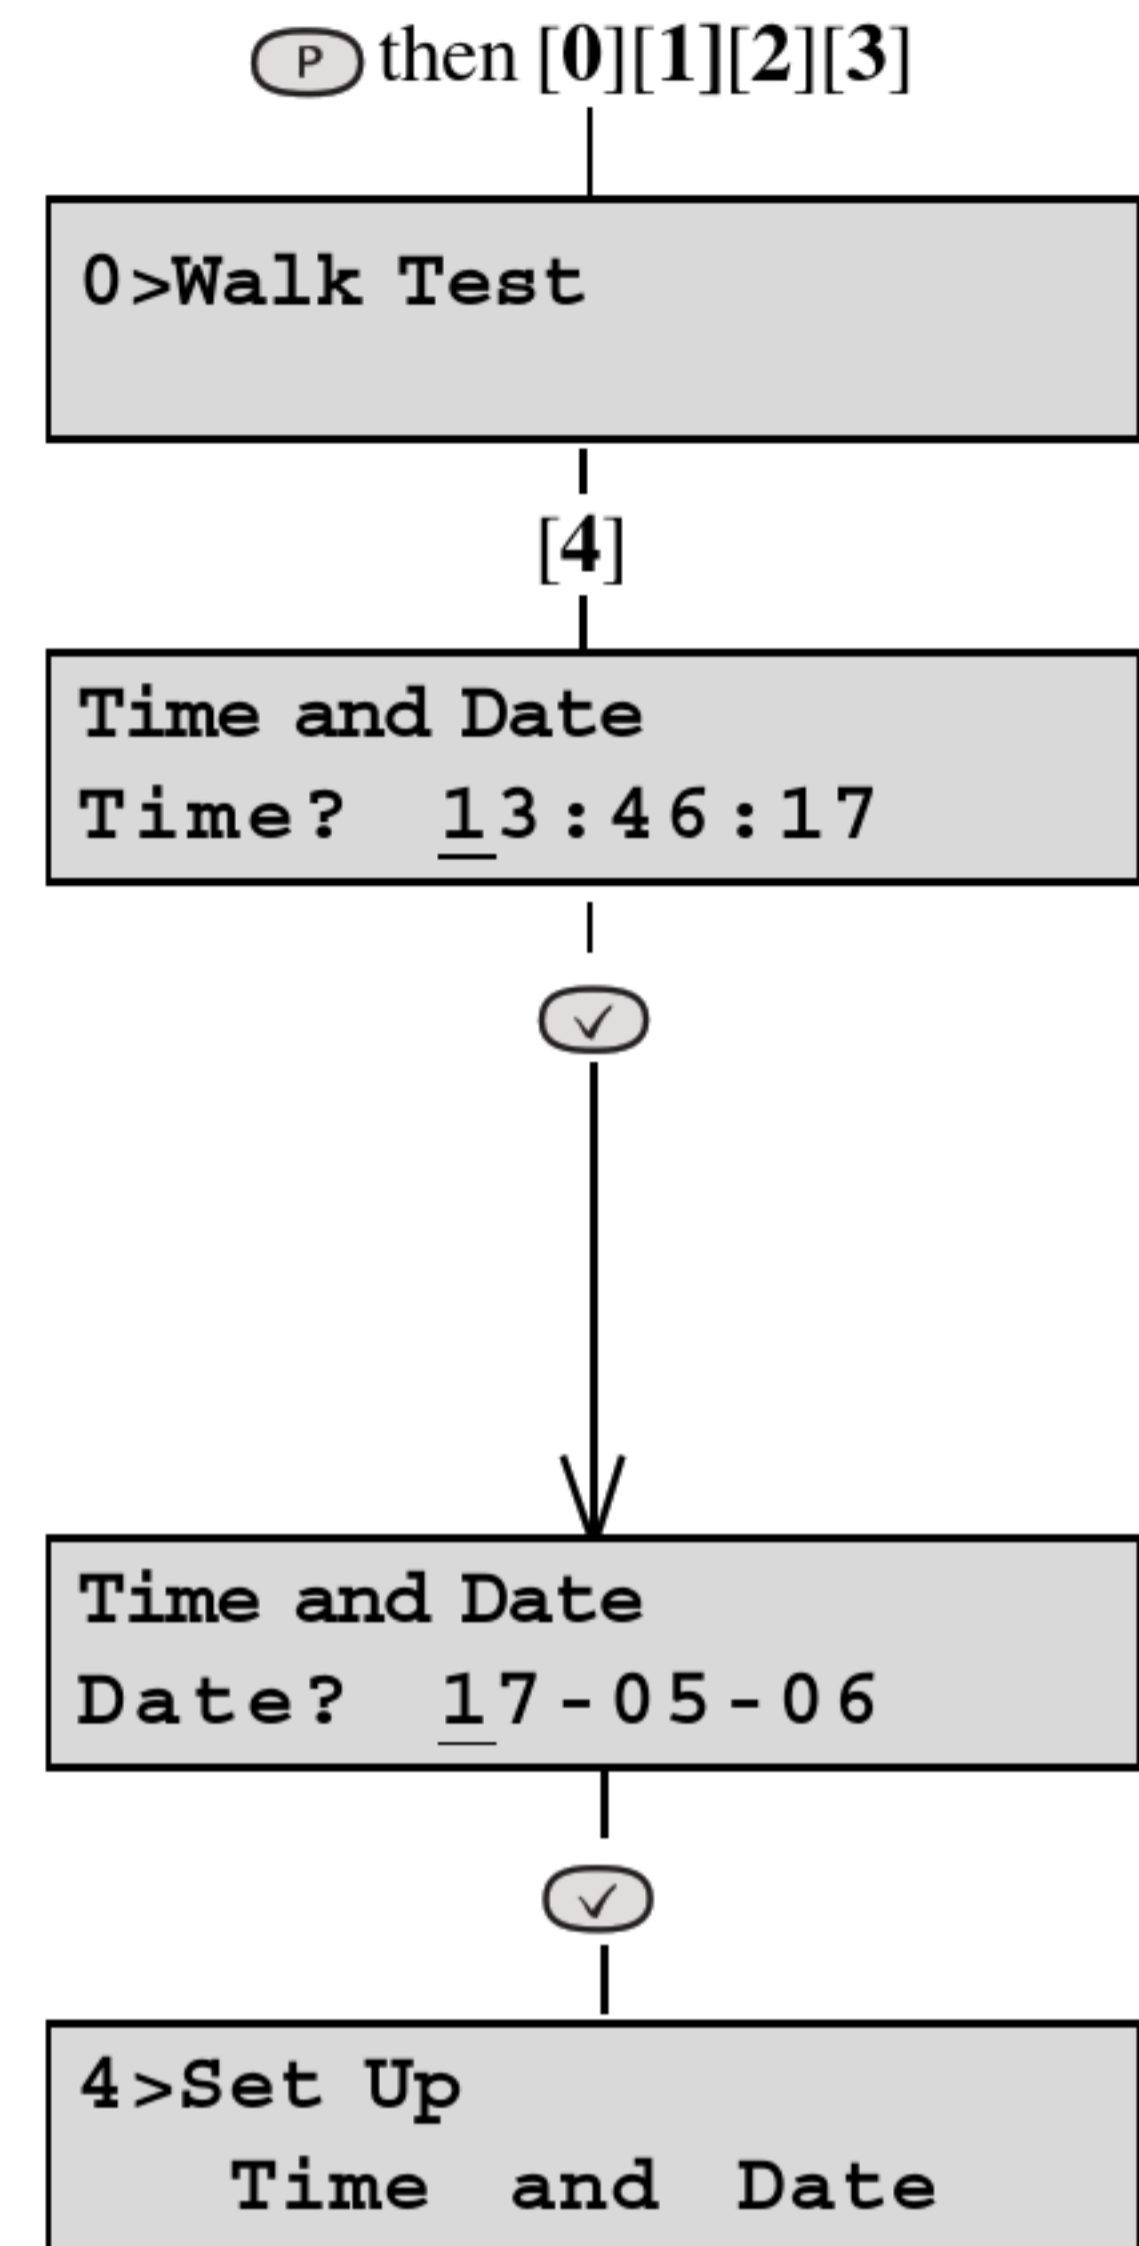 P then [0][1][2][3]
0>Walk Test
[4]
Time and Date
Time? 13:46:17
✓
Time and Date
Date? 17-05-06
✓
4>Set Up
Time and Date